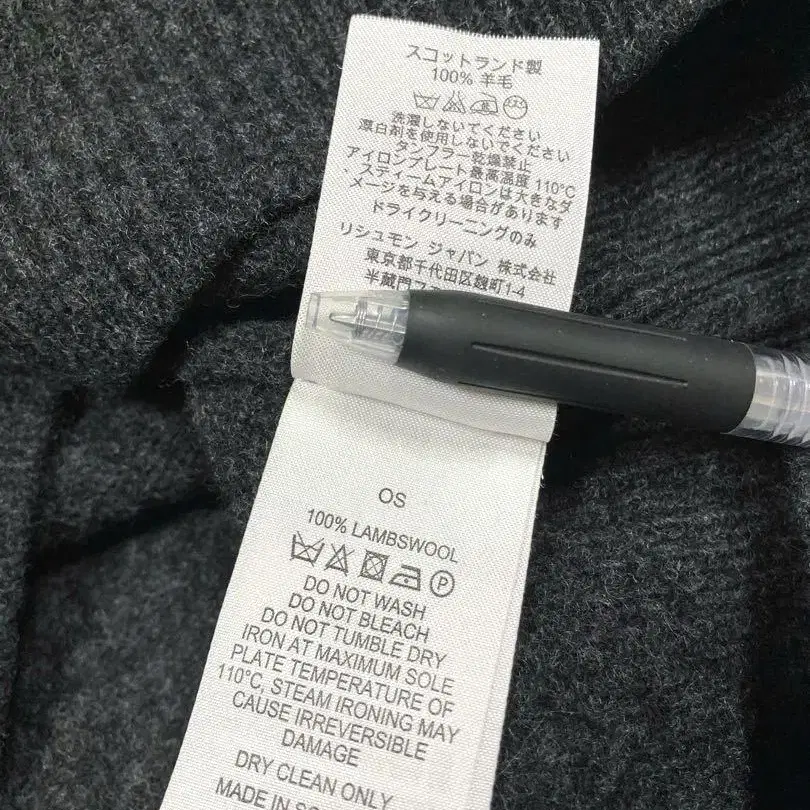 スコットランド製
100% 羊毛
洗濯しないでください
漂白剤を使用しないでください
タンブラー乾燥禁止
アイロンプレート最高温度 110°C
、スティームアイロンは大きなダ
メージを与える場合があります
ドライクリーニングのみ
リシュモン ジャパン 株式会社
東京都千代田区麹町1-4
半蔵門
OS
100% LAMBSWOOL
P
DO NOT WASH
DO NOT BLEACH
DO NOT TUMBLE DRY
IRON AT MAXIMUM SOLE
PLATE TEMPERATURE OF
110°C, STEAM IRONING MAY
CAUSE IRREVERSIBLE
DAMAGE
DRY CLEAN ONLY
MADE IN